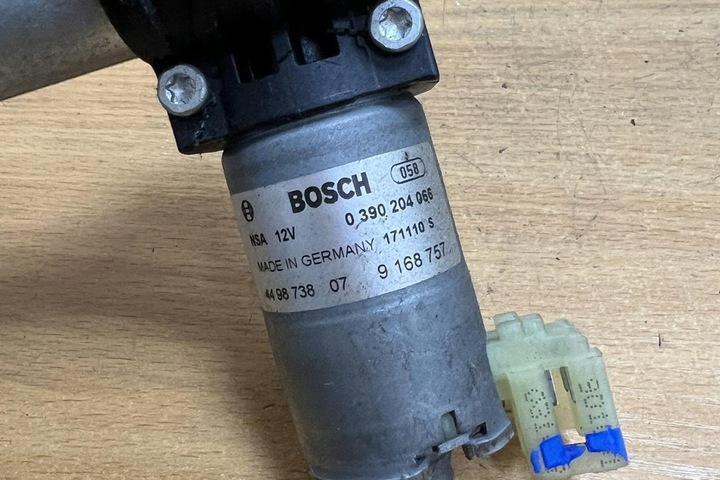 BOSCH 058
NSA 12V 0 390 204 066
MADE IN GERMANY 171110 S
44 98 738 07 9 168 757